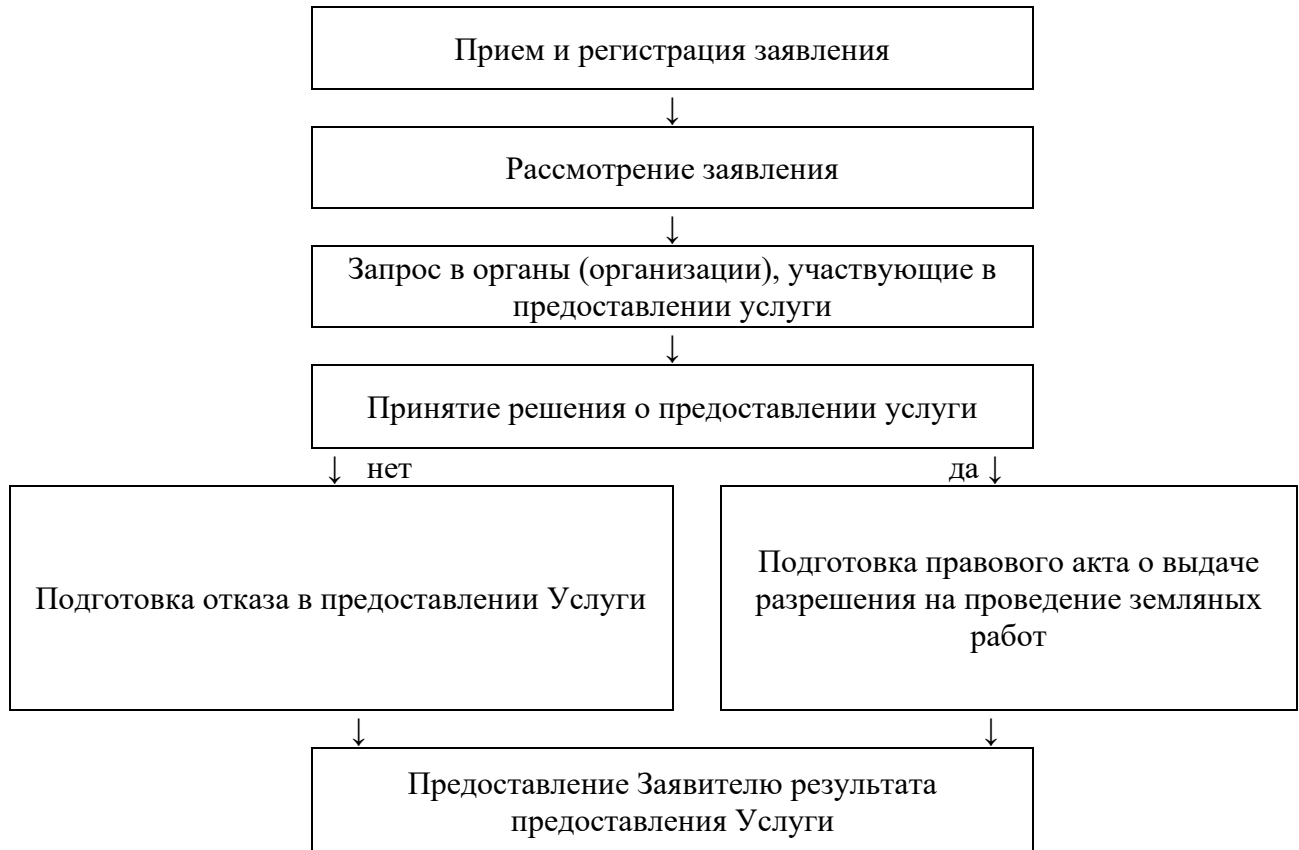 Прием и регистрация заявления
↓
Рассмотрение заявления
↓
Запрос в органы (организации), участвующие в
предоставлении услуги
↓
Принятие решения о предоставлении услуги
↓ нет
да ↓
Подготовка отказа в предоставлении Услуги
Подготовка правового акта о выдаче
разрешения на проведение земляных
работ
↓
↓
Предоставление Заявителю результата
предоставления Услуги